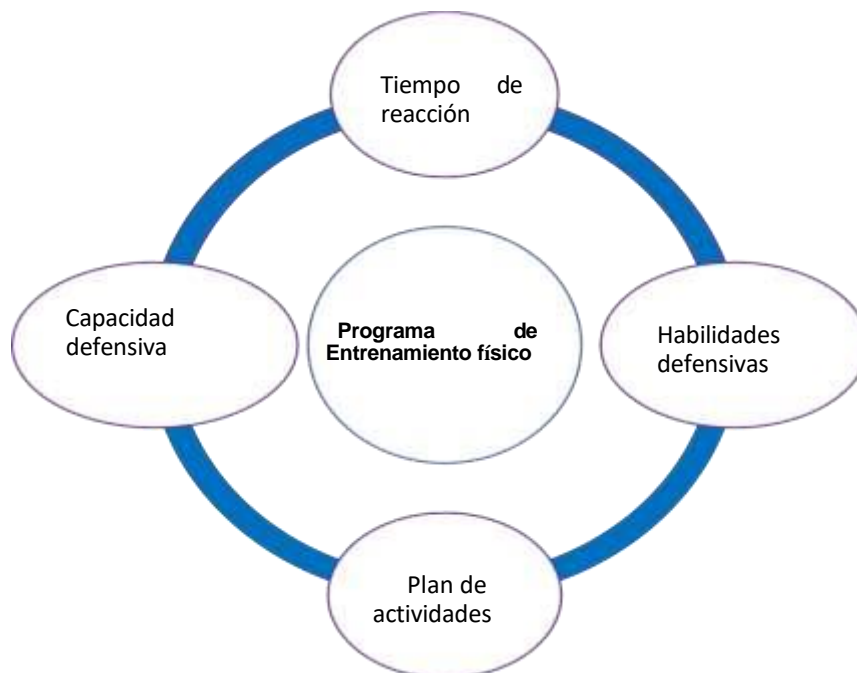 Tiempo de
reacción
Capacidad
defensiva
Programa de
Entrenamiento físico
Habilidades
defensivas
Plan de
actividades